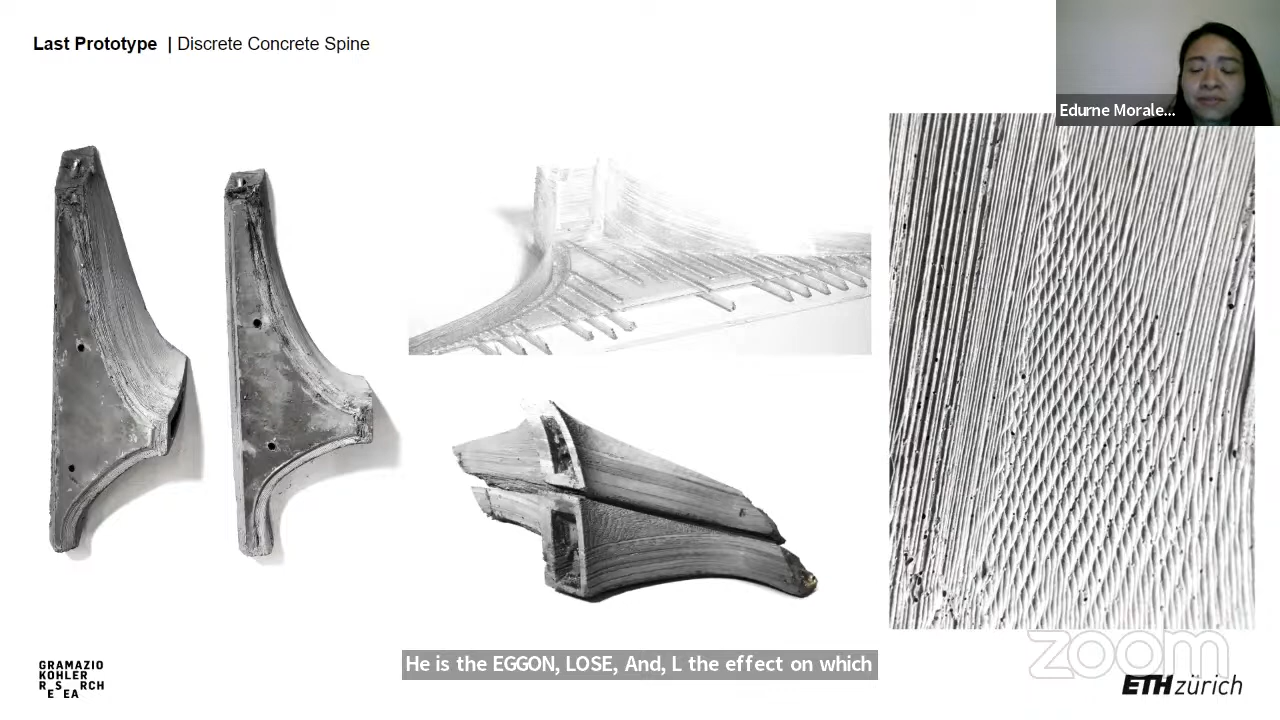 Last Prototype | Discrete Concrete Spine
Edurne Morale...
He is the EGGON, LOSE, And, L the effect on which
zoom
GRAMAZIO
KOHLER
RESEARCH
ETH zürich